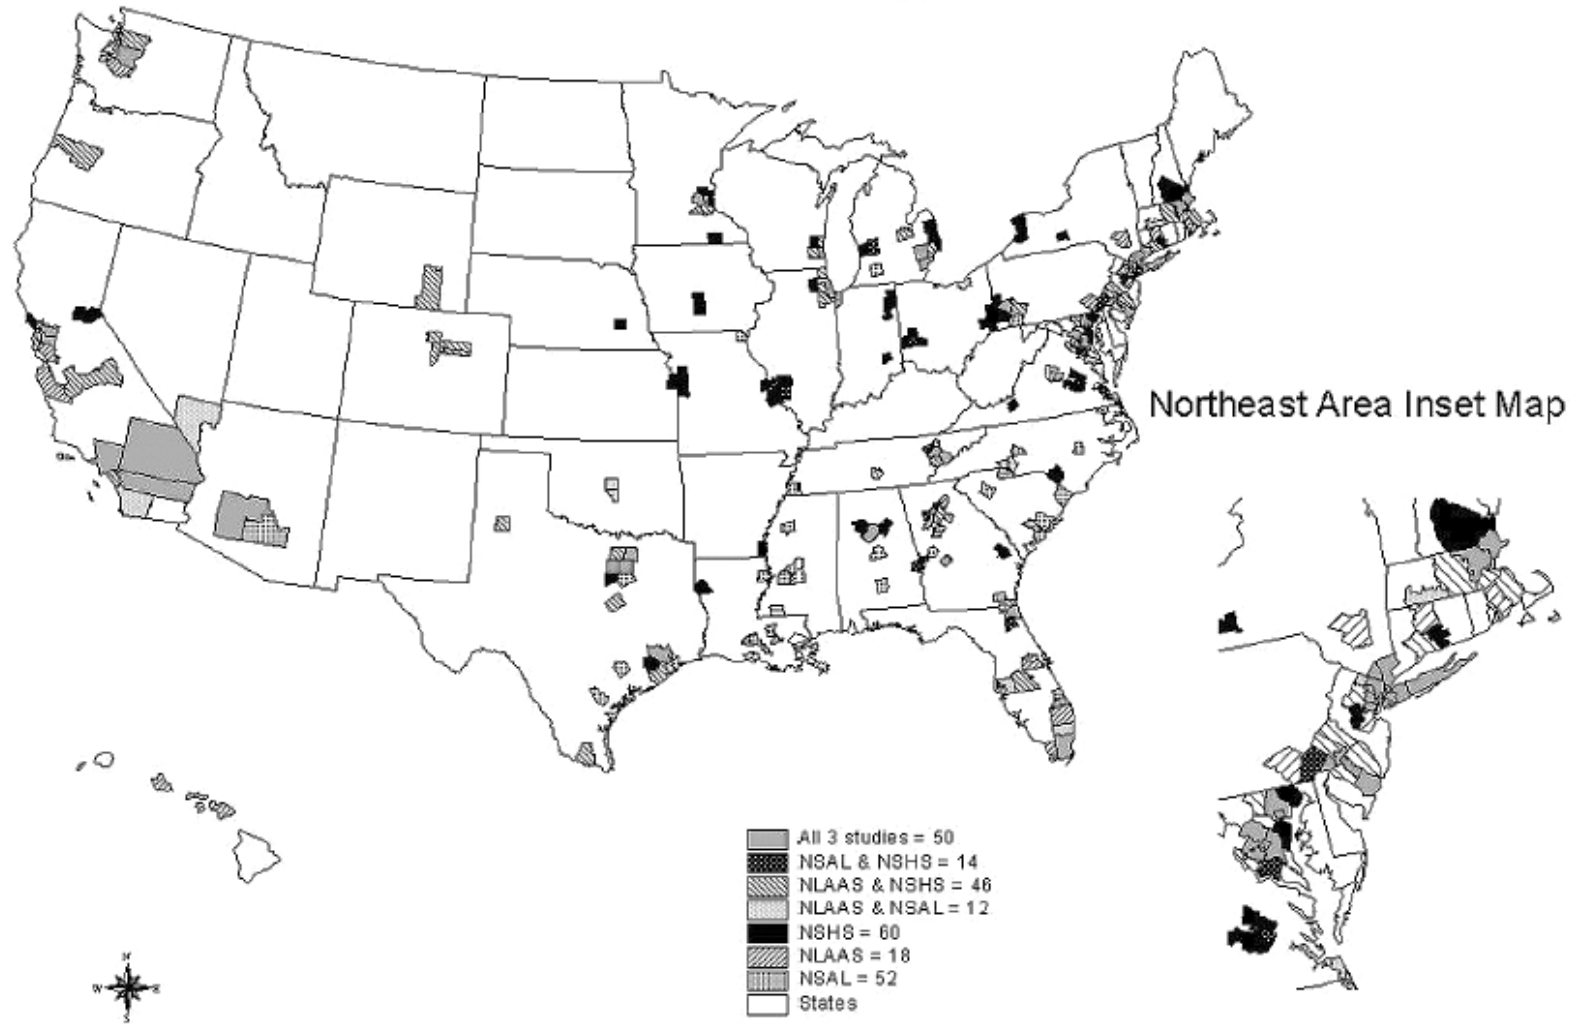 Northeast Area Inset Map
All 3 studies = 50
NSAL & NSHS = 14
NLAAS & NSHS = 46
NLAAS & NSAL = 12
NSHS = 60
NLAAS = 18
NSAL = 52
States
N
W E
S